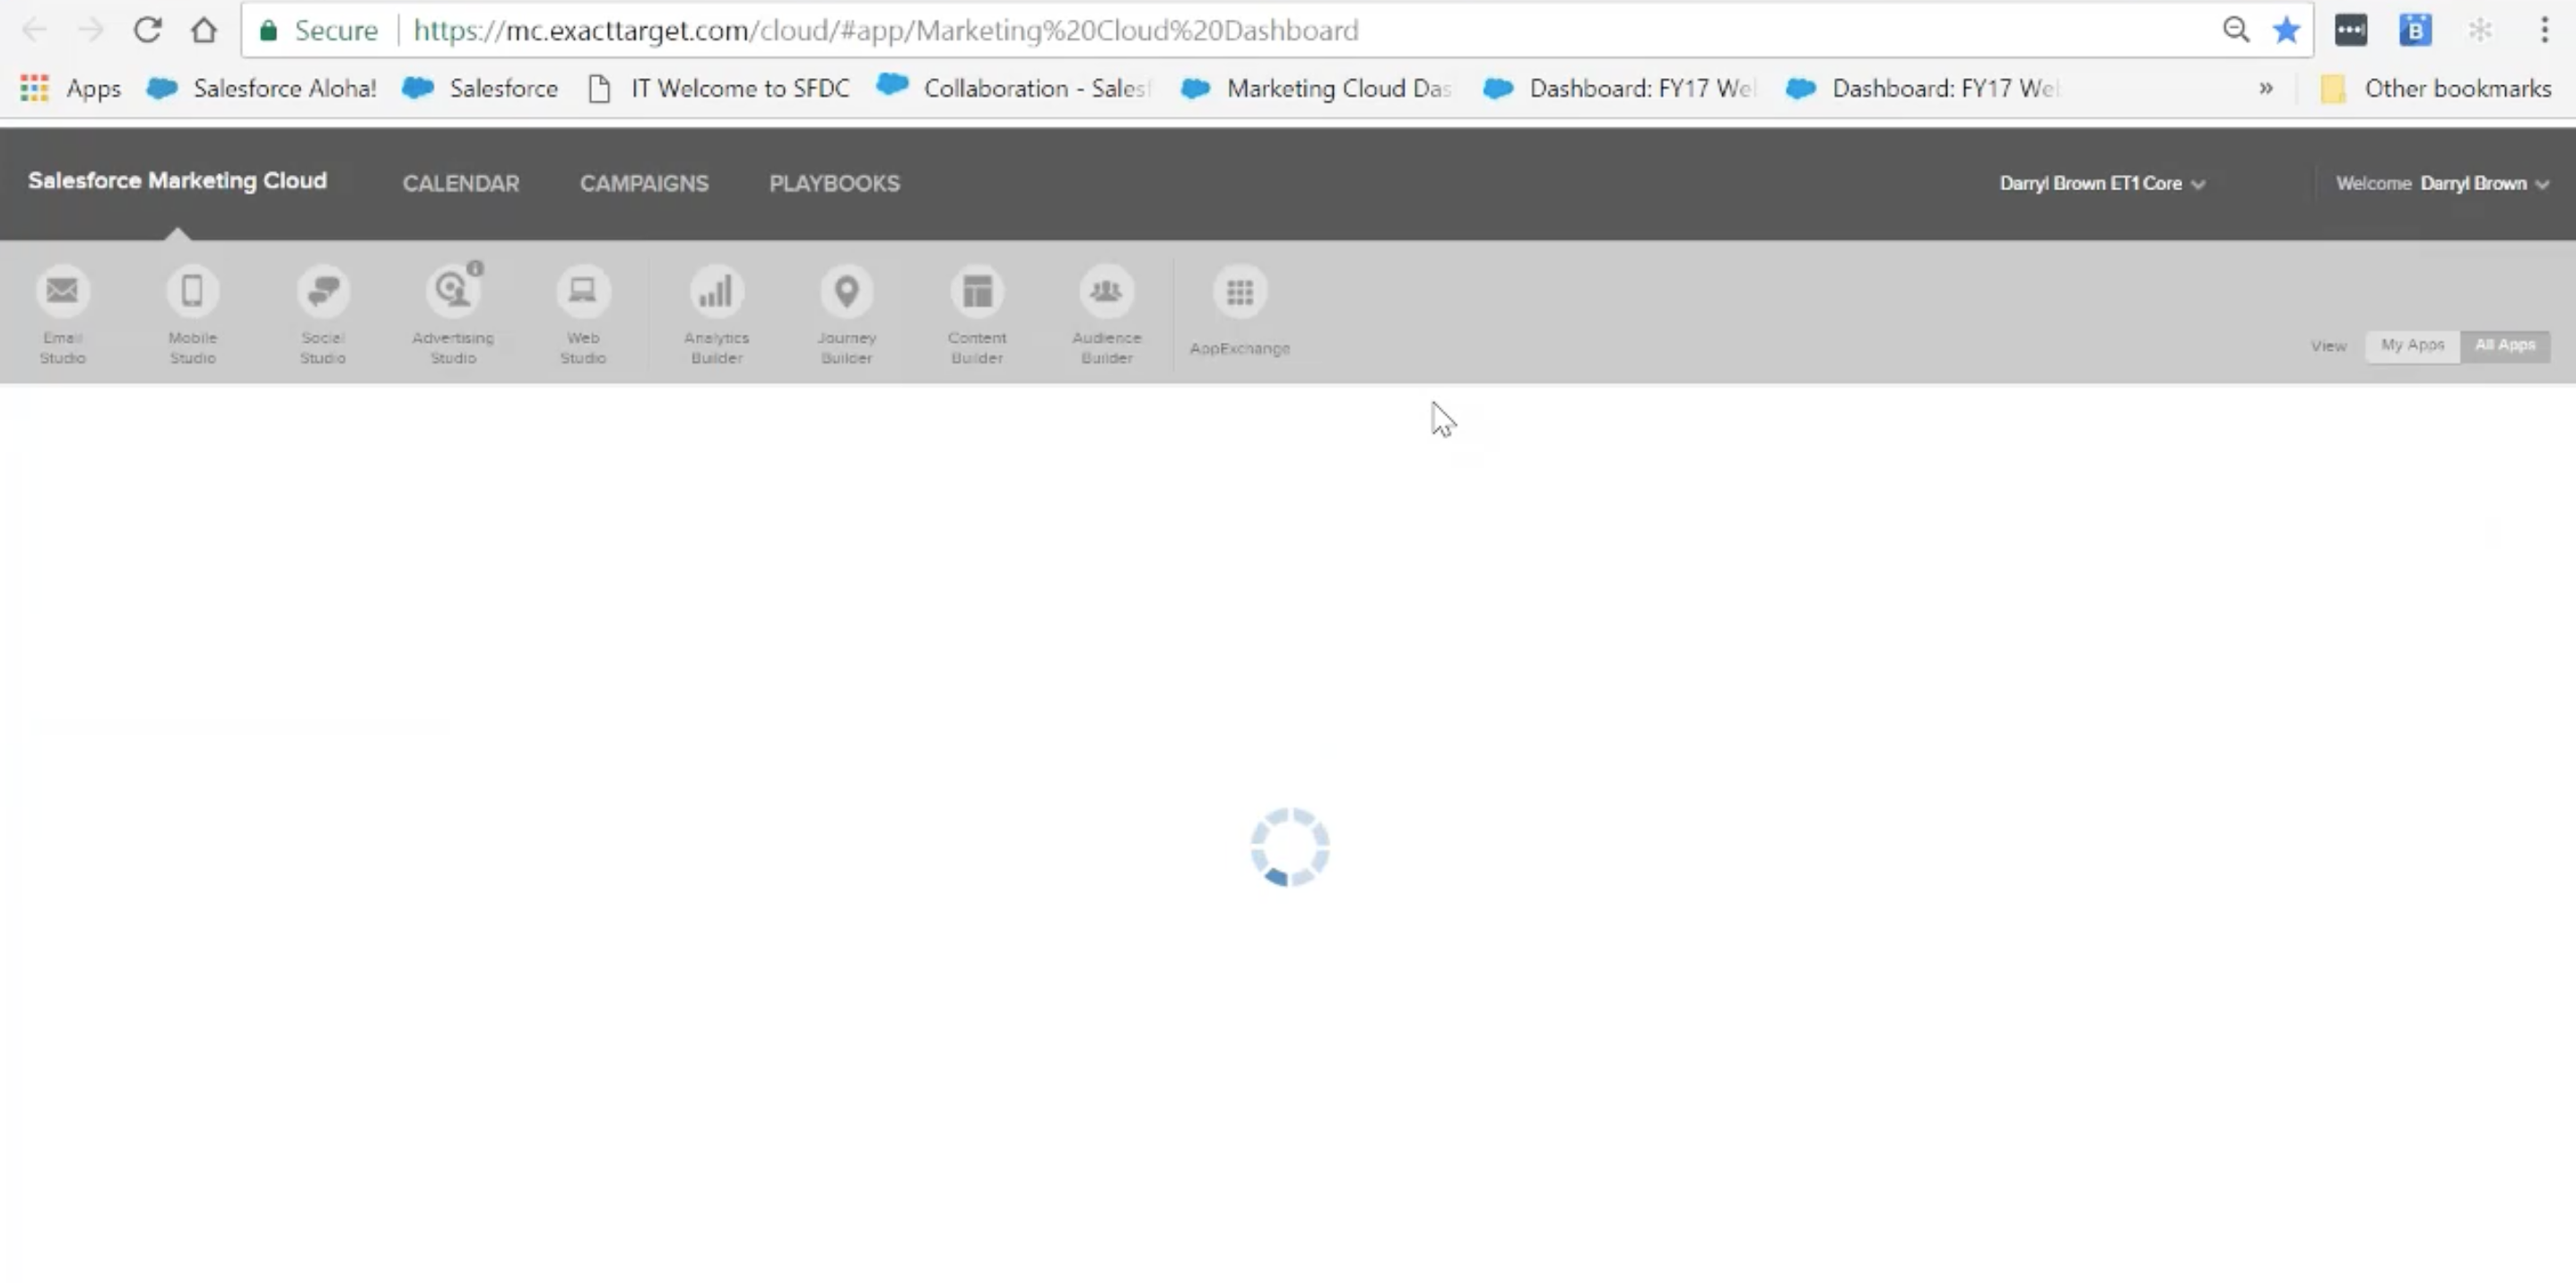 Secure https://mc.exacttarget.com/cloud/#app/Marketing%20Cloud%20Dashboard
Apps Salesforce Aloha! Salesforce IT Welcome to SFDC Collaboration - Sales Marketing Cloud Das Dashboard: FY17 Wel Dashboard: FY17 Wel » Other bookmarks
Salesforce Marketing Cloud CALENDAR CAMPAIGNS PLAYBOOKS Darryl Brown ET1 Core Welcome Darryl Brown
Email Studio
Mobile Studio
Social Studio
Advertising Studio
Web Studio
Analytics Builder
Journey Builder
Content Builder
Audience Builder
AppExchange
View My Apps All Apps